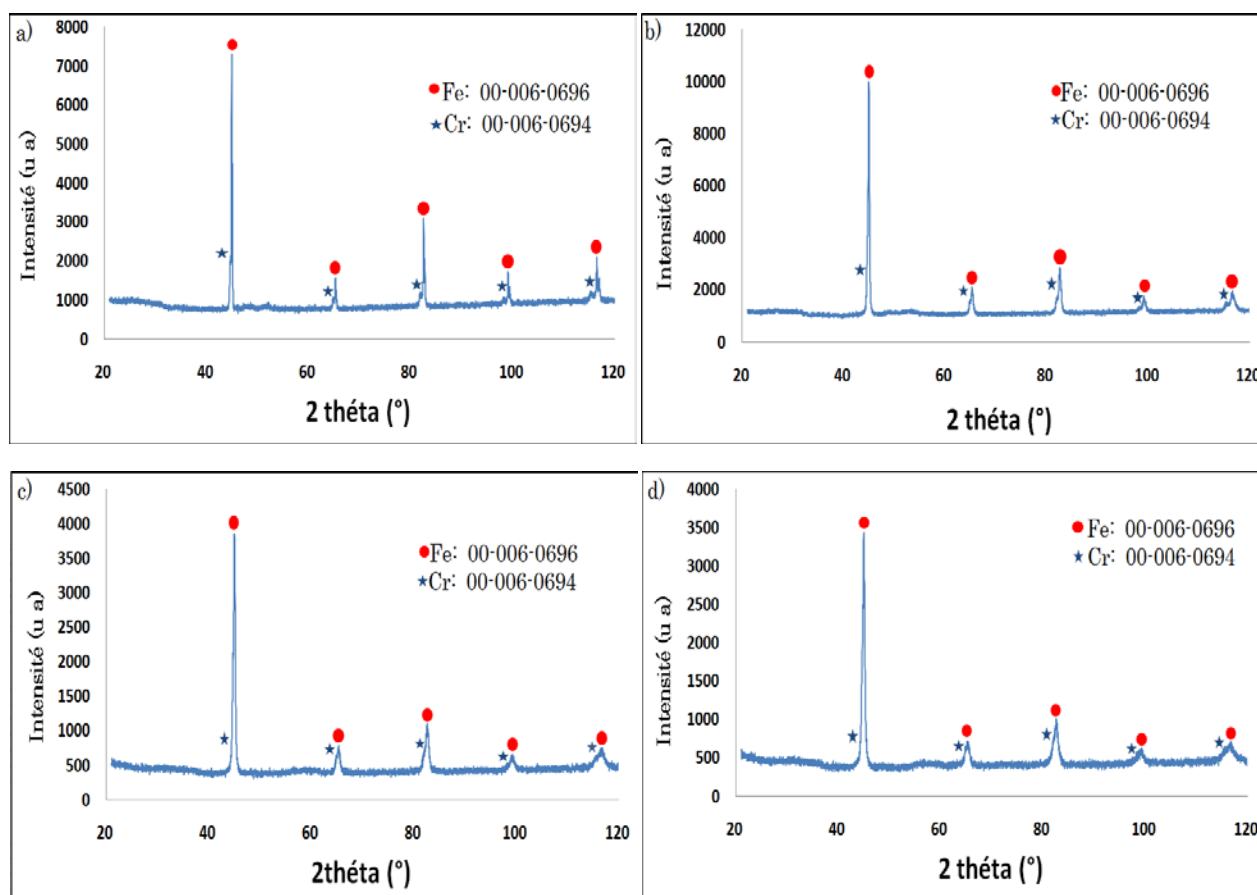 a)
8000
7000
6000
5000
4000
3000
2000
1000
0
Intensité (u a)
Fe: 00-006-0696
Cr: 00-006-0694
20 40 60 80 100 120
2 théta (°)
b)
12000
10000
8000
6000
4000
2000
0
Intensité (u a)
Fe: 00-006-0696
Cr: 00-006-0694
20 40 60 80 100 120
2 théta (°)
c)
4500
4000
3500
3000
2500
2000
1500
1000
500
0
Intensité (u a)
Fe: 00-006-0696
Cr: 00-006-0694
20 40 60 80 100 120
2théta (°)
d)
4000
3500
3000
2500
2000
1500
1000
500
0
Intensité (u a)
Fe: 00-006-0696
Cr: 00-006-0694
20 40 60 80 100 120
2 théta (°)